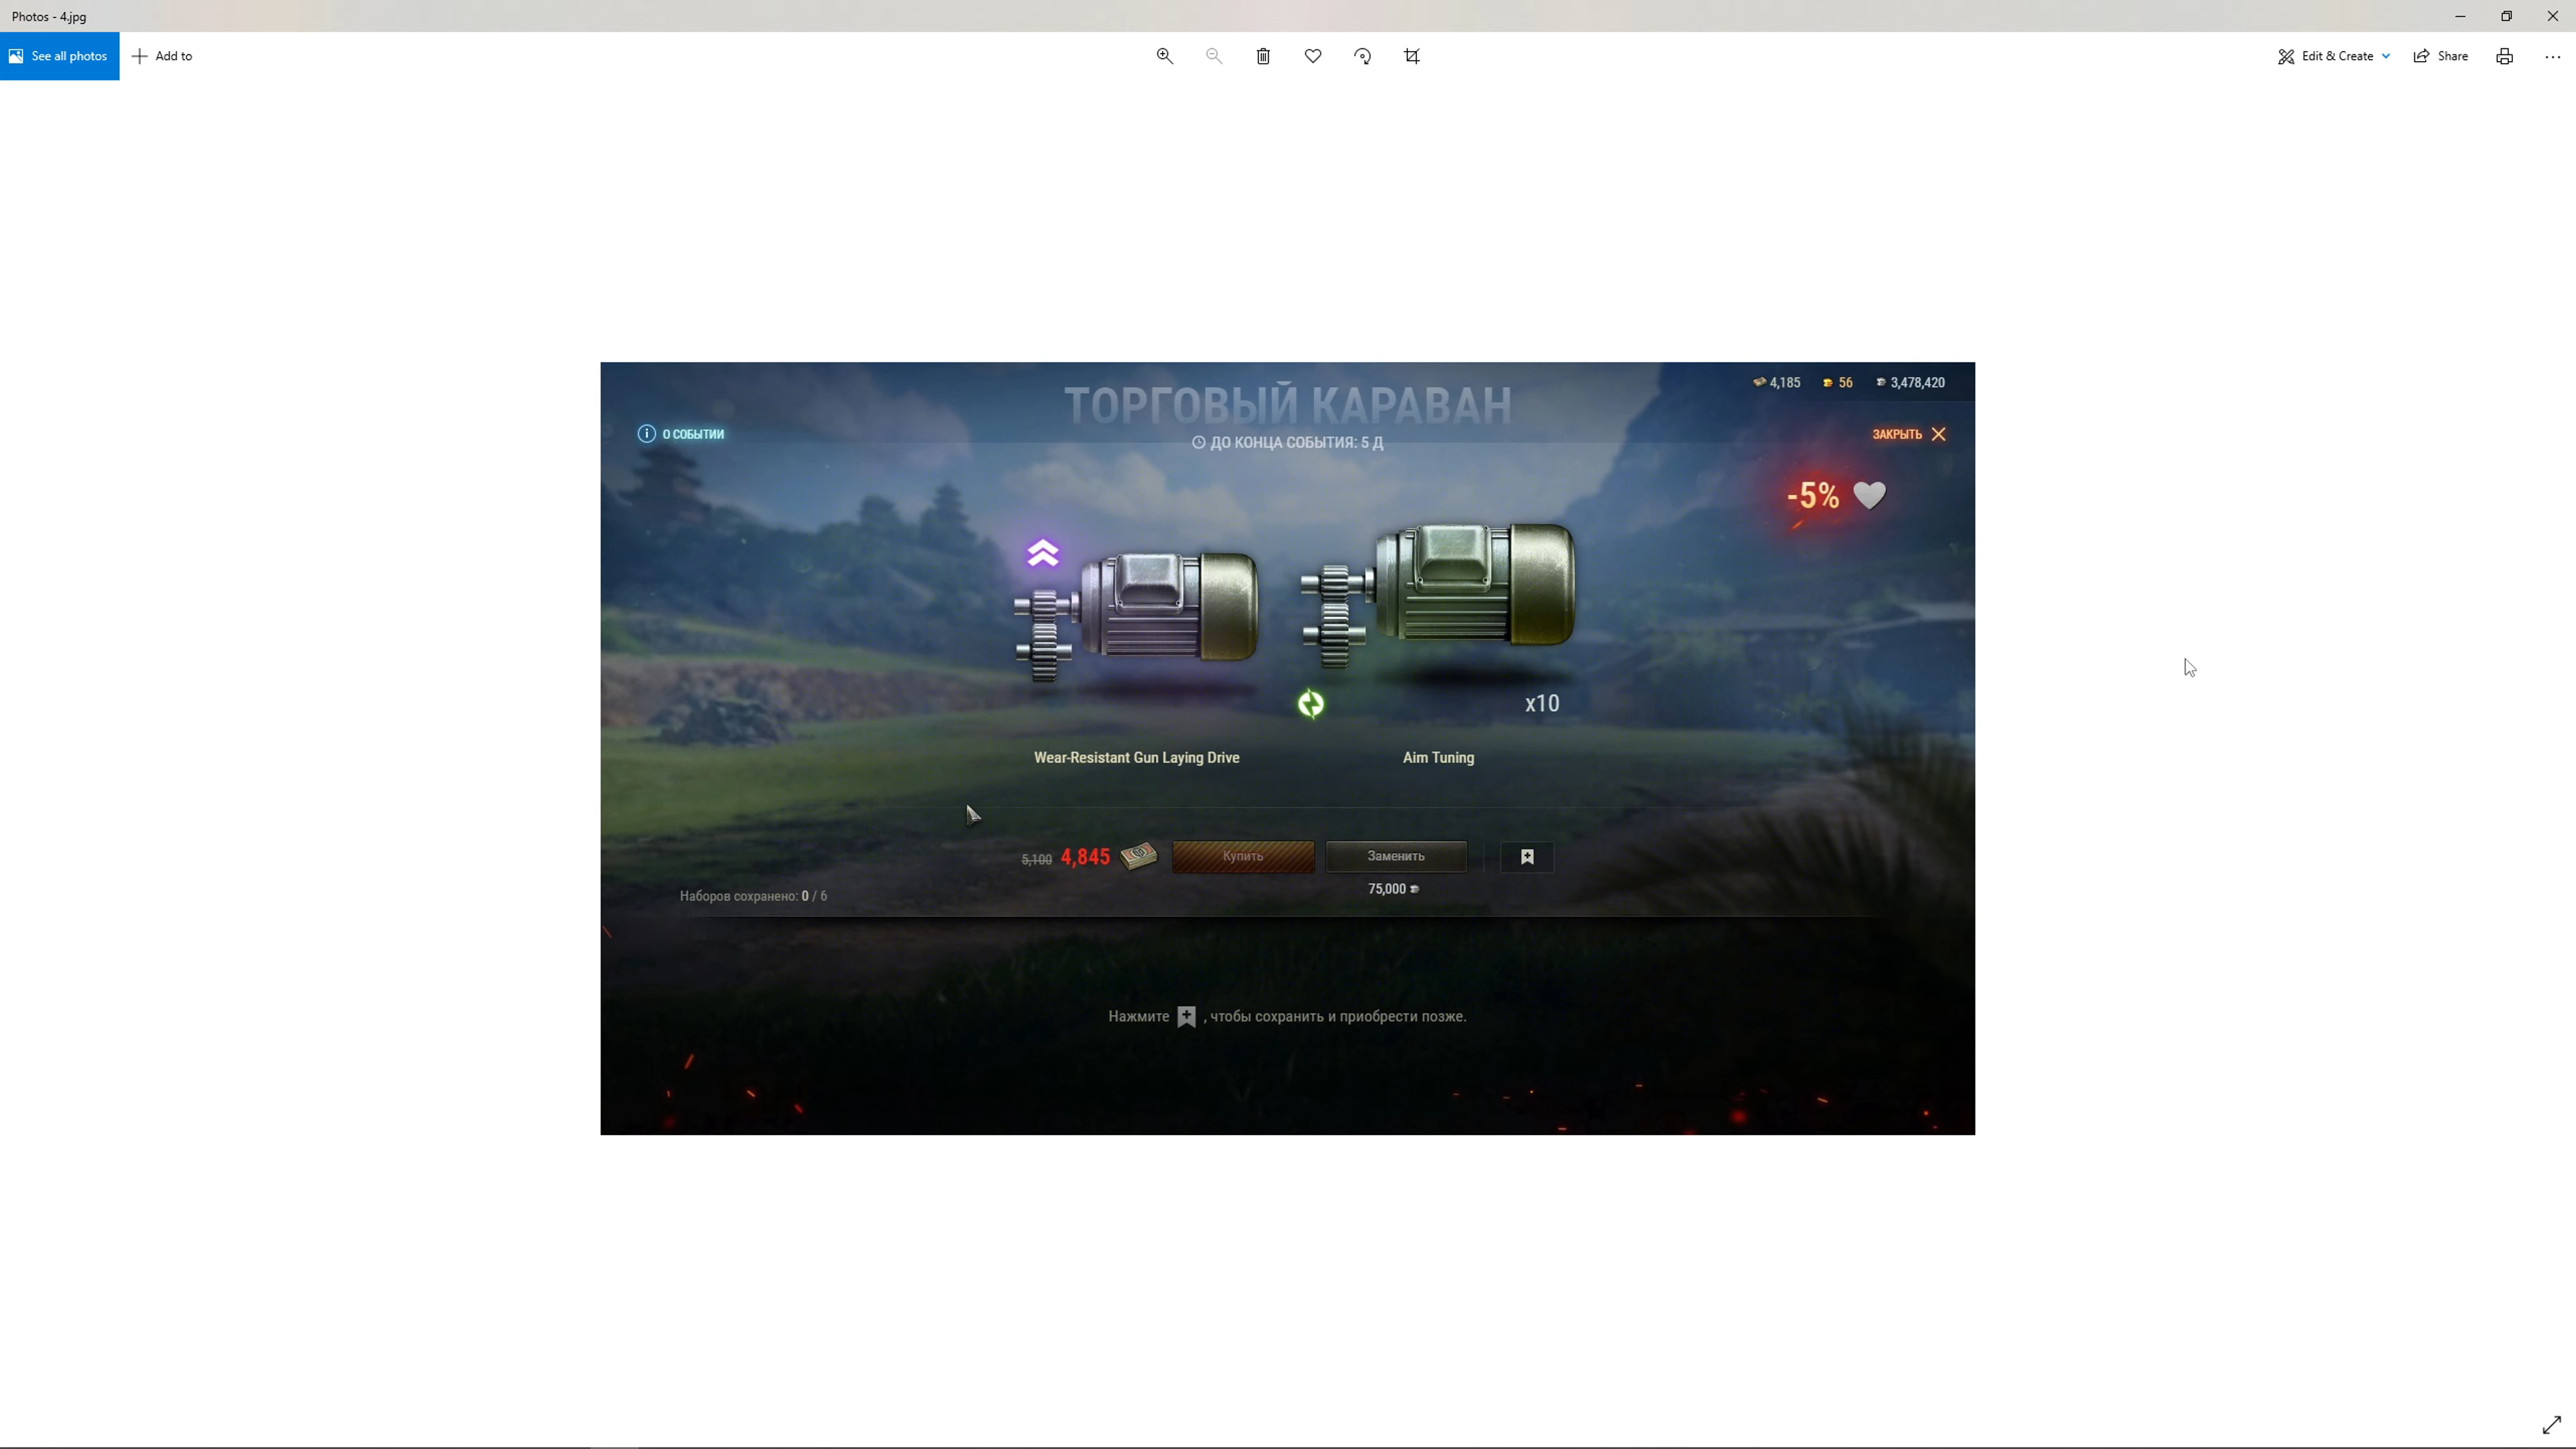 Photos - 4.jpg
See all photos
Add to
Edit & Create
Share
ТОРГОВЫЙ КАРАВАН
4,185 56 3,478,420
О СОБЫТИИ
ДО КОНЦА СОБЫТИЯ: 5 Д
ЗАКРЫТЬ
-5%
x10
Wear-Resistant Gun Laying Drive
Aim Tuning
5,100 4,845 Купить Заменить
75,000
Наборов сохранено: 0 / 6
Нажмите , чтобы сохранить и приобрести позже.